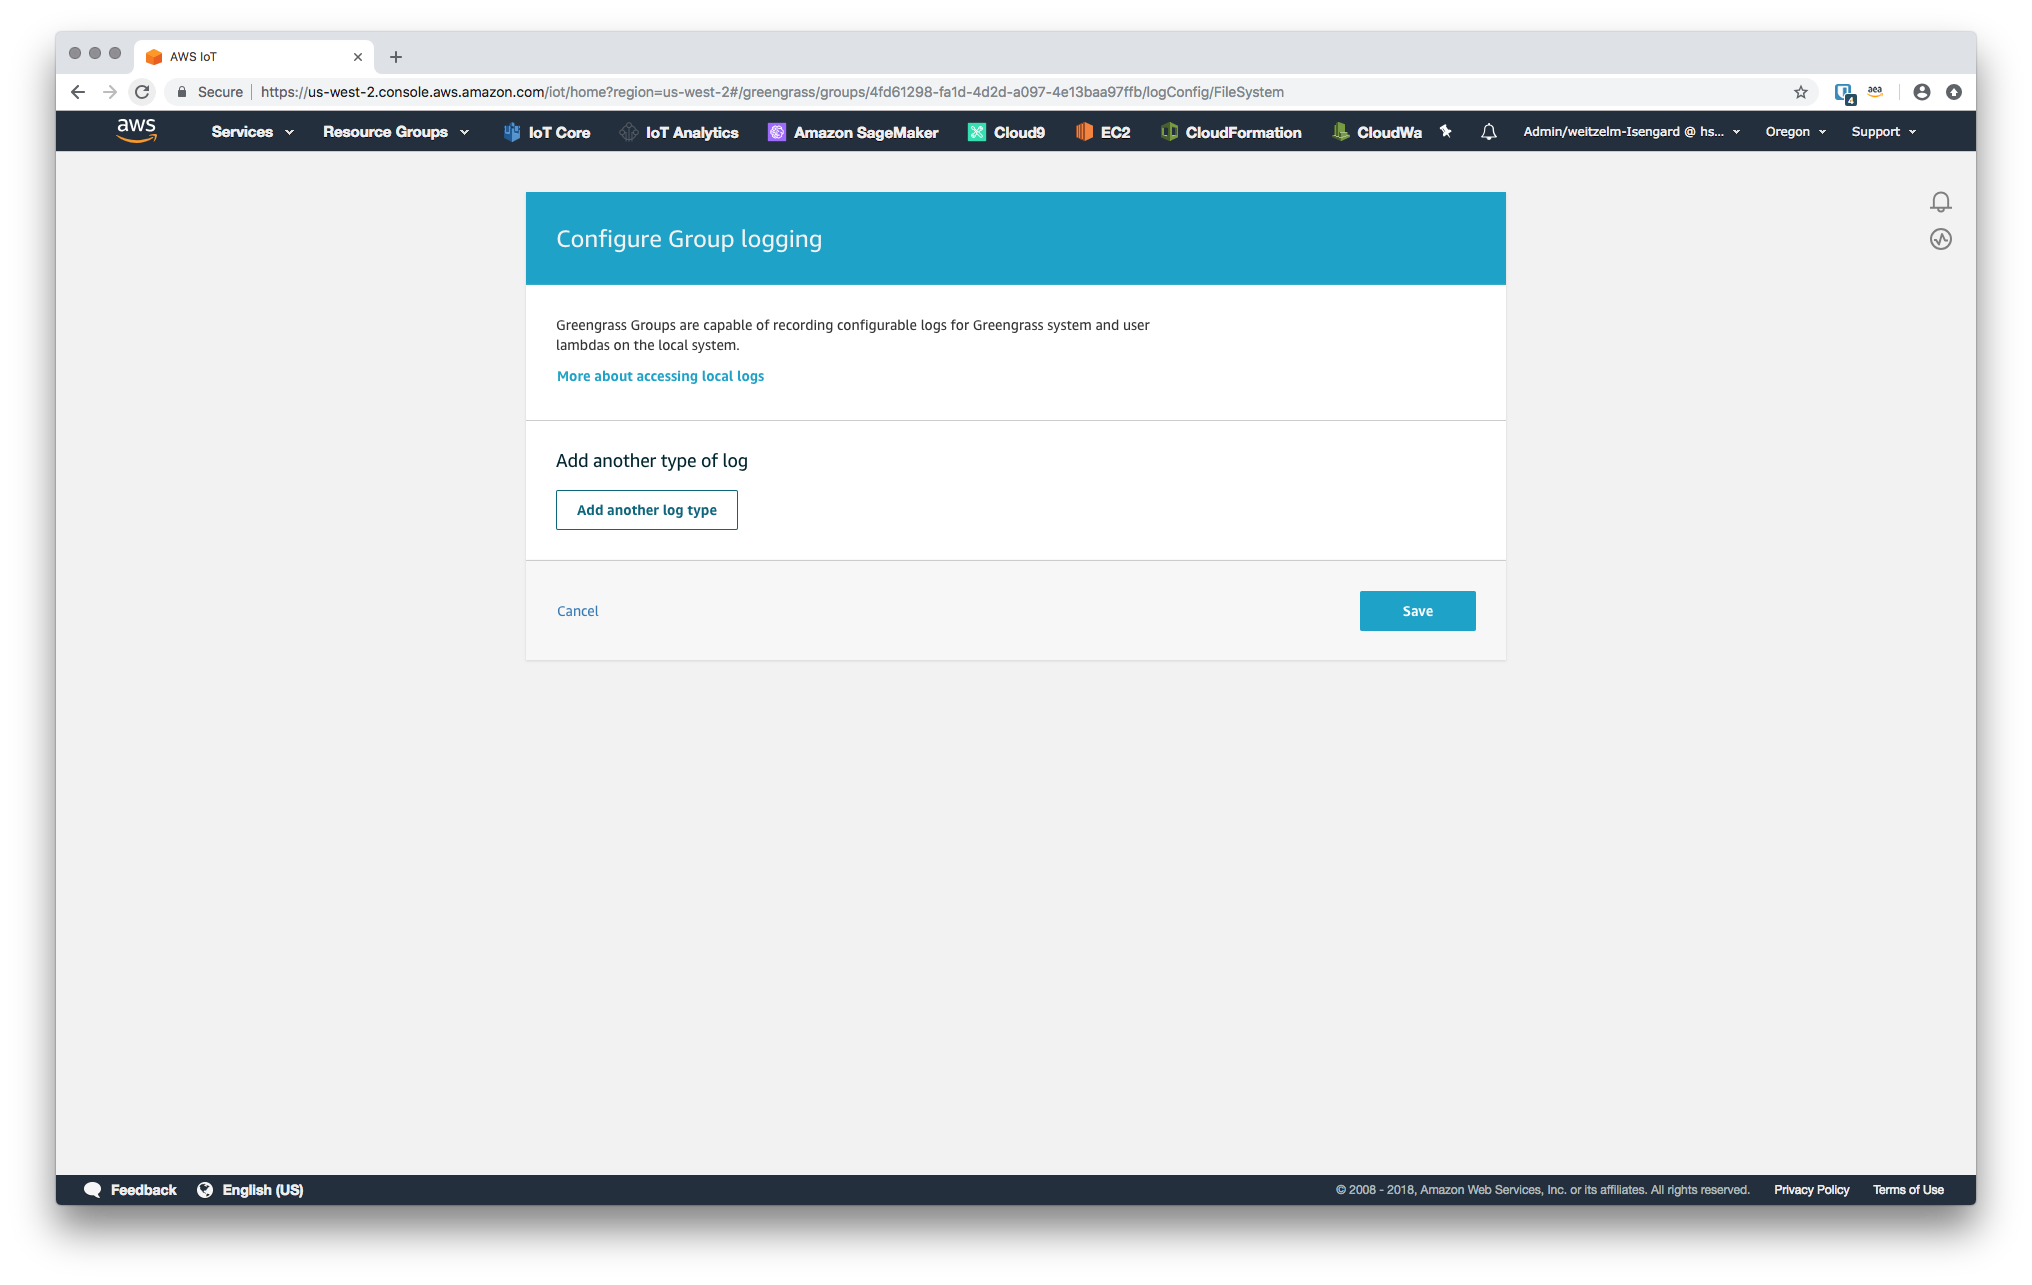 AWS IoT
Secure https://us-west-2.console.aws.amazon.com/iot/home?region=us-west-2#/greengrass/groups/4fd61298-fa1d-4d2d-a097-4e13baa97ffb/logConfig/FileSystem
4
aea
aws Services Resource Groups IoT Core IoT Analytics Amazon SageMaker Cloud9 EC2 CloudFormation CloudWa Admin/weitzelm-Isengard @ hs... Oregon Support
Configure Group logging
Greengrass Groups are capable of recording configurable logs for Greengrass system and user
lambdas on the local system.
More about accessing local logs
Add another type of log
Add another log type
Cancel Save
Feedback English (US) © 2008 - 2018, Amazon Web Services, Inc. or its affiliates. All rights reserved. Privacy Policy Terms of Use